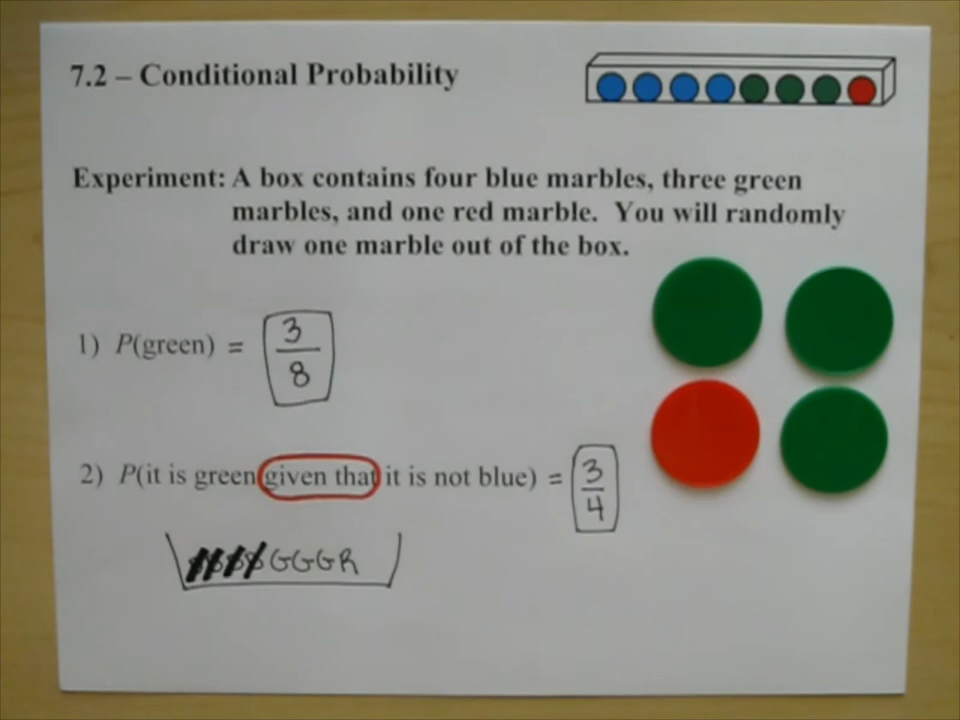 7.2 – Conditional Probability
Experiment: A box contains four blue marbles, three green
marbles, and one red marble. You will randomly
draw one marble out of the box.
1) P(green) = 3/8
2) P(it is green given that it is not blue) = 3/4
GGGR